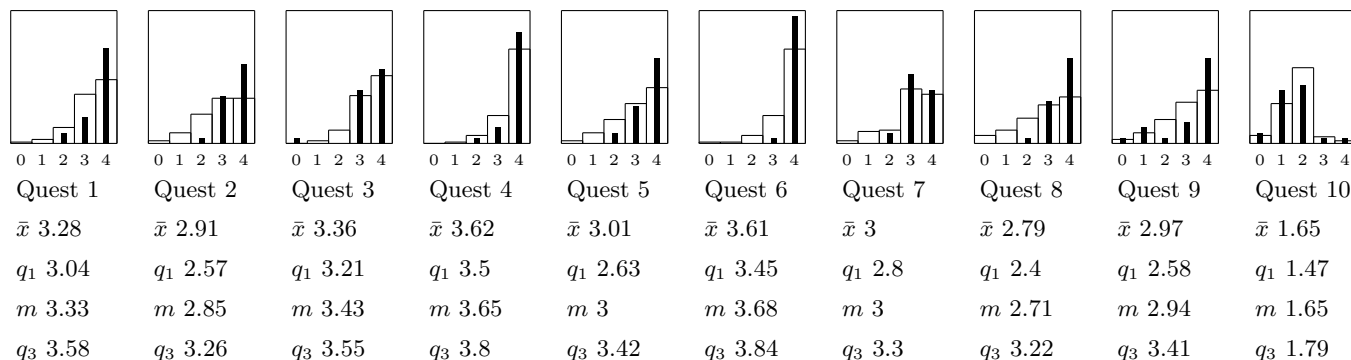 0 1 2 3 4 0 1 2 3 4 0 1 2 3 4 0 1 2 3 4 0 1 2 3 4 0 1 2 3 4 0 1 2 3 4 0 1 2 3 4 0 1 2 3 4 0 1 2 3 4
Quest 1 Quest 2 Quest 3 Quest 4 Quest 5 Quest 6 Quest 7 Quest 8 Quest 9 Quest 10
x̄ 3.28 x̄ 2.91 x̄ 3.36 x̄ 3.62 x̄ 3.01 x̄ 3.61 x̄ 3 x̄ 2.79 x̄ 2.97 x̄ 1.65
q₁ 3.04 q₁ 2.57 q₁ 3.21 q₁ 3.5 q₁ 2.63 q₁ 3.45 q₁ 2.8 q₁ 2.4 q₁ 2.58 q₁ 1.47
m 3.33 m 2.85 m 3.43 m 3.65 m 3 m 3.68 m 3 m 2.71 m 2.94 m 1.65
q₃ 3.58 q₃ 3.26 q₃ 3.55 q₃ 3.8 q₃ 3.42 q₃ 3.84 q₃ 3.3 q₃ 3.22 q₃ 3.41 q₃ 1.79